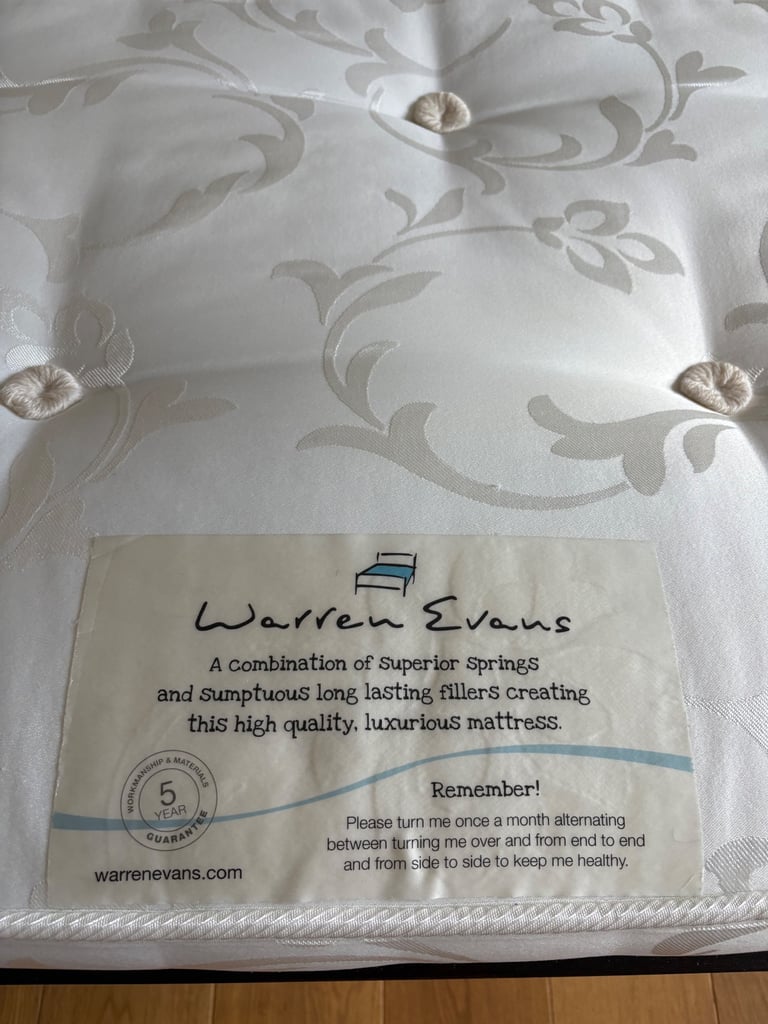 Warren Evans
A combination of superior springs
and sumptuous long lasting fillers creating
this high quality, luxurious mattress.
WORKMANSHIP & MATERIALS
5
YEAR
GUARANTEE
Remember!
Please turn me once a month alternating
between turning me over and from end to end
and from side to side to keep me healthy.
warrenevans.com